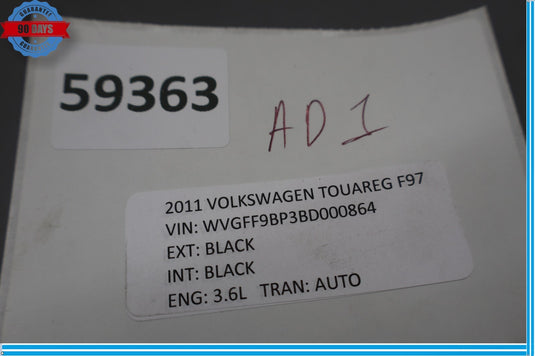 GUARANTEE
90 DAYS
GUARANTEE
59363
AD1
2011 VOLKSWAGEN TOUAREG F97
VIN: WVGFF9BP3BD000864
EXT: BLACK
INT: BLACK
ENG: 3.6L TRAN: AUTO